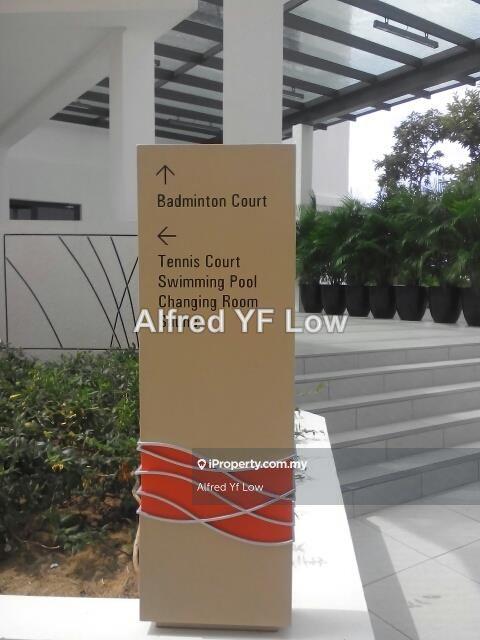 Badminton Court
Tennis Court
Swimming Pool
Changing Room
Alfred YF Low
iProperty.com.my
Alfred Yf Low